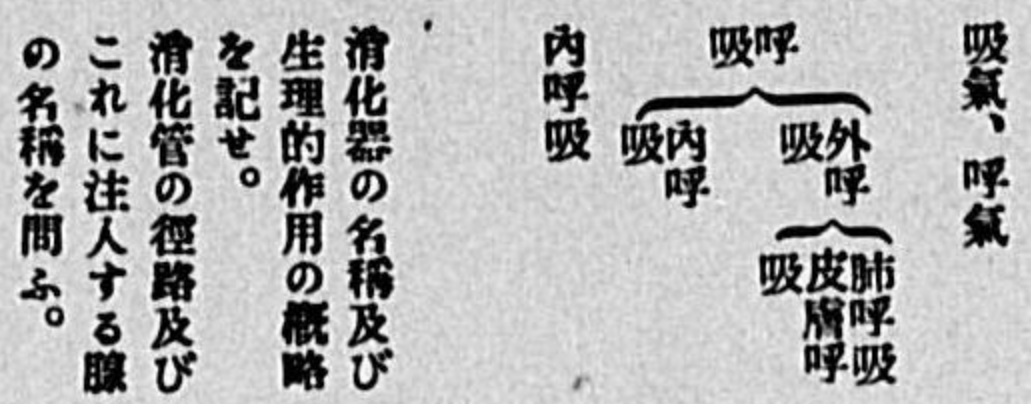 吸氣、呼氣
呼吸
外呼吸
肺呼吸
皮膚呼吸
內呼吸
內呼吸
消化器の名稱及び
生理的作用の概略
を記せ。
消化管の徑路及び
これに注人する腺
の名稱を問ふ。